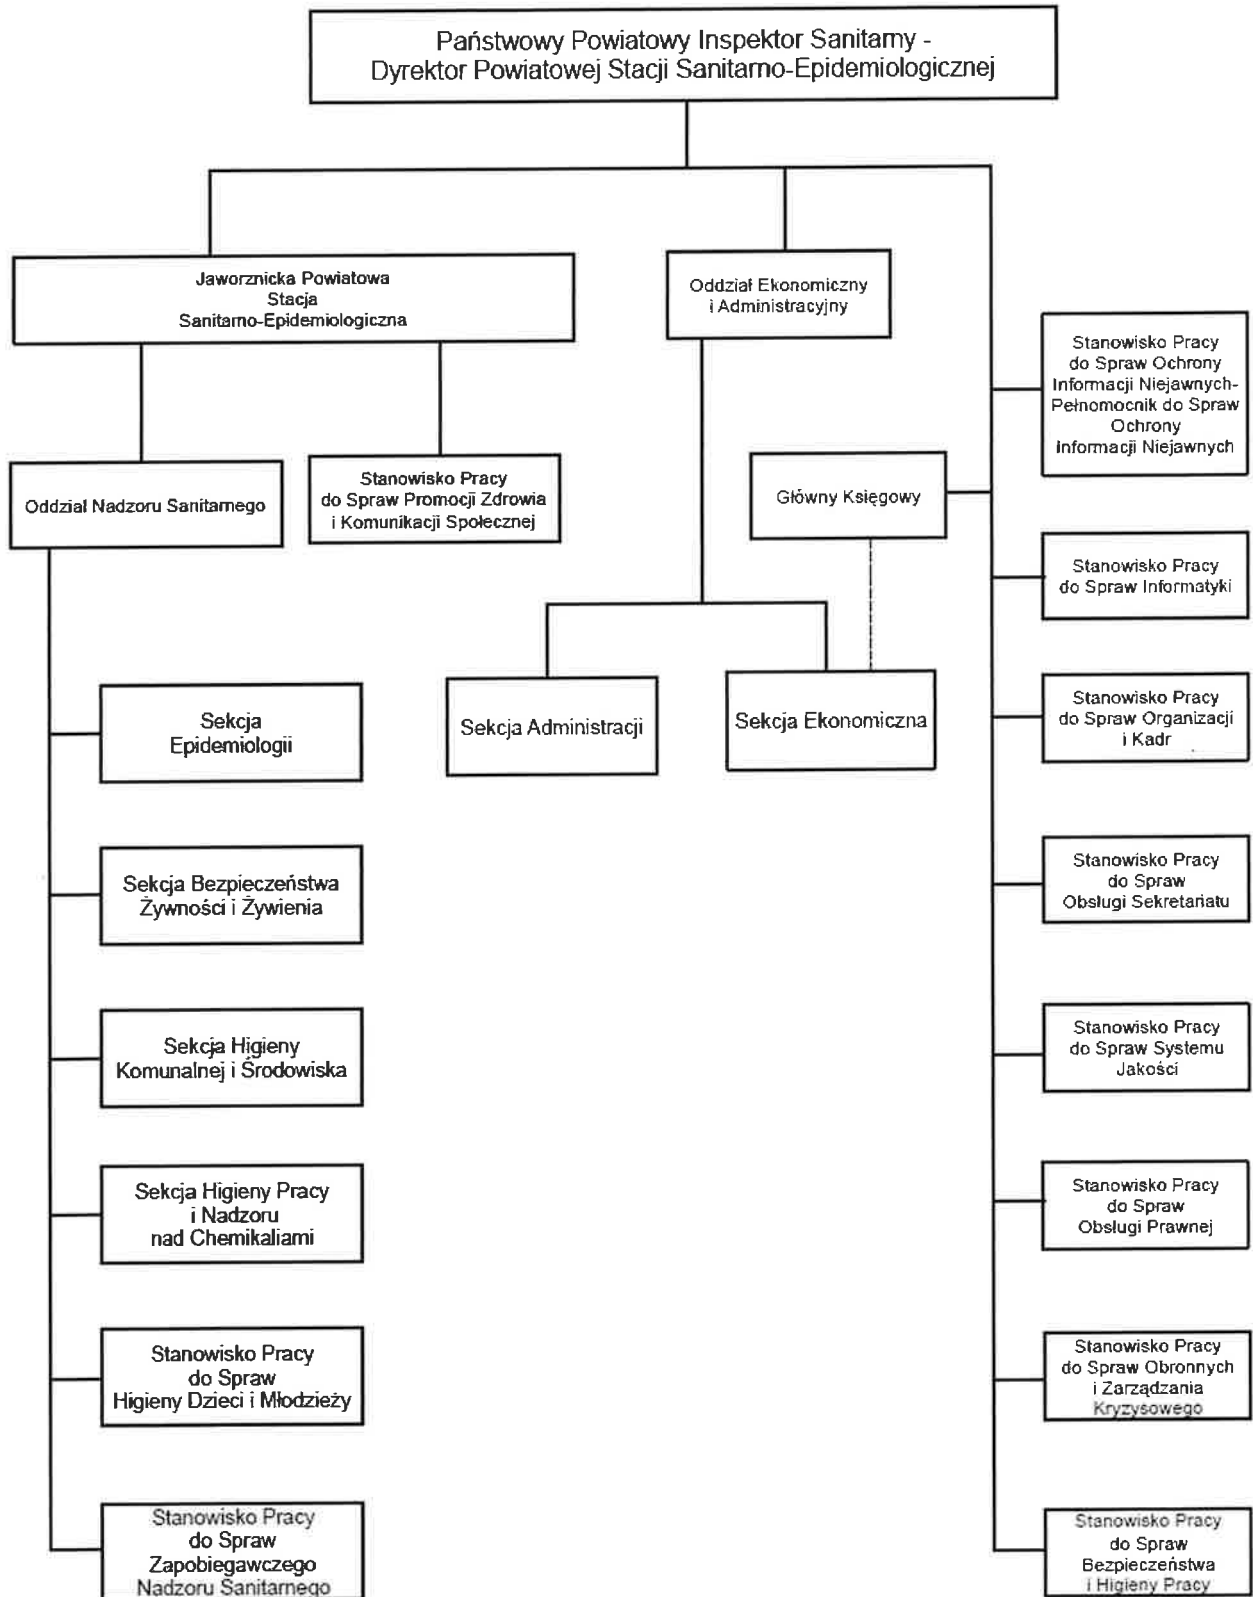 Państwowy Powiatowy Inspektor Sanitarny -
Dyrektor Powiatowej Stacji Sanitarno-Epidemiologicznej
Jaworznicka Powiatowa
Stacja
Sanitarno-Epidemiologiczna
Oddział Ekonomiczny
i Administracyjny
Stanowisko Pracy
do Spraw Ochrony
Informacji Niejawnych-
Pełnomocnik do Spraw
Ochrony
Informacji Niejawnych
Oddział Nadzoru Sanitarnego
Stanowisko Pracy
do Spraw Promocji Zdrowia
i Komunikacji Społecznej
Główny Księgowy
Stanowisko Pracy
do Spraw Informatyki
Sekcja
Epidemiologii
Sekcja Administracji
Sekcja Ekonomiczna
Stanowisko Pracy
do Spraw Organizacji
i Kadr
Sekcja Bezpieczeństwa
Żywności i Żywienia
Stanowisko Pracy
do Spraw
Obsługi Sekretariatu
Sekcja Higieny
Komunalnej i Środowiska
Stanowisko Pracy
do Spraw Systemu
Jakości
Sekcja Higieny Pracy
i Nadzoru
nad Chemikaliami
Stanowisko Pracy
do Spraw
Obsługi Prawnej
Stanowisko Pracy
do Spraw
Higieny Dzieci i Młodzieży
Stanowisko Pracy
do Spraw Obronnych
i Zarządzania
Kryzysowego
Stanowisko Pracy
do Spraw
Zapobiegawczego
Nadzoru Sanitarnego
Stanowisko Pracy
do Spraw
Bezpieczeństwa
i Higieny Pracy